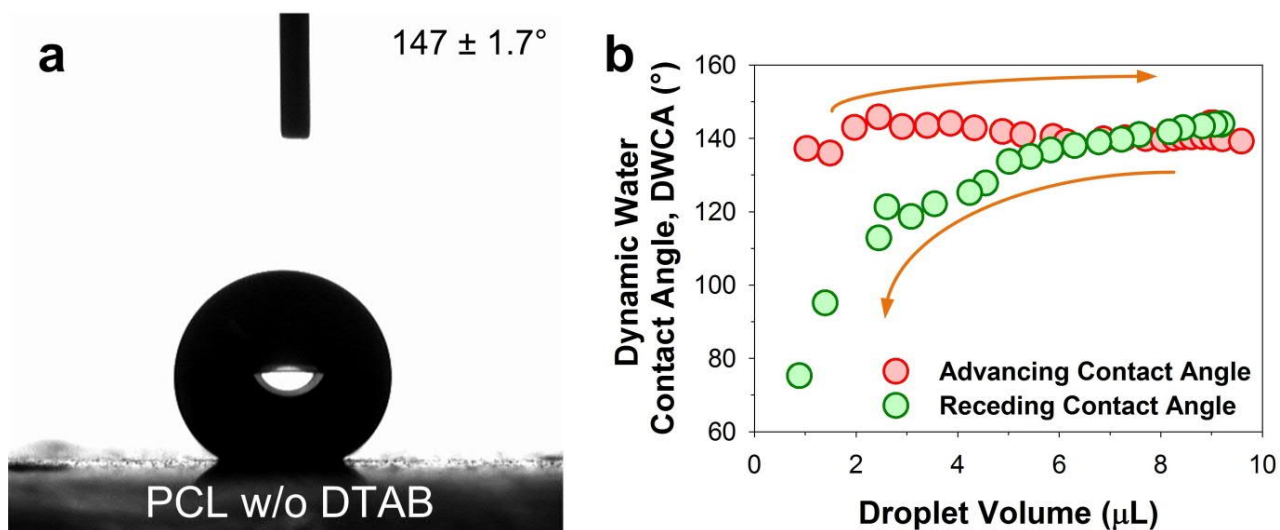 a
147 ± 1.7°
PCL w/o DTAB
b
Dynamic Water
Contact Angle, DWCA (°)
160
140
120
100
80
60
Advancing Contact Angle
Receding Contact Angle
0 2 4 6 8 10
Droplet Volume (μL)